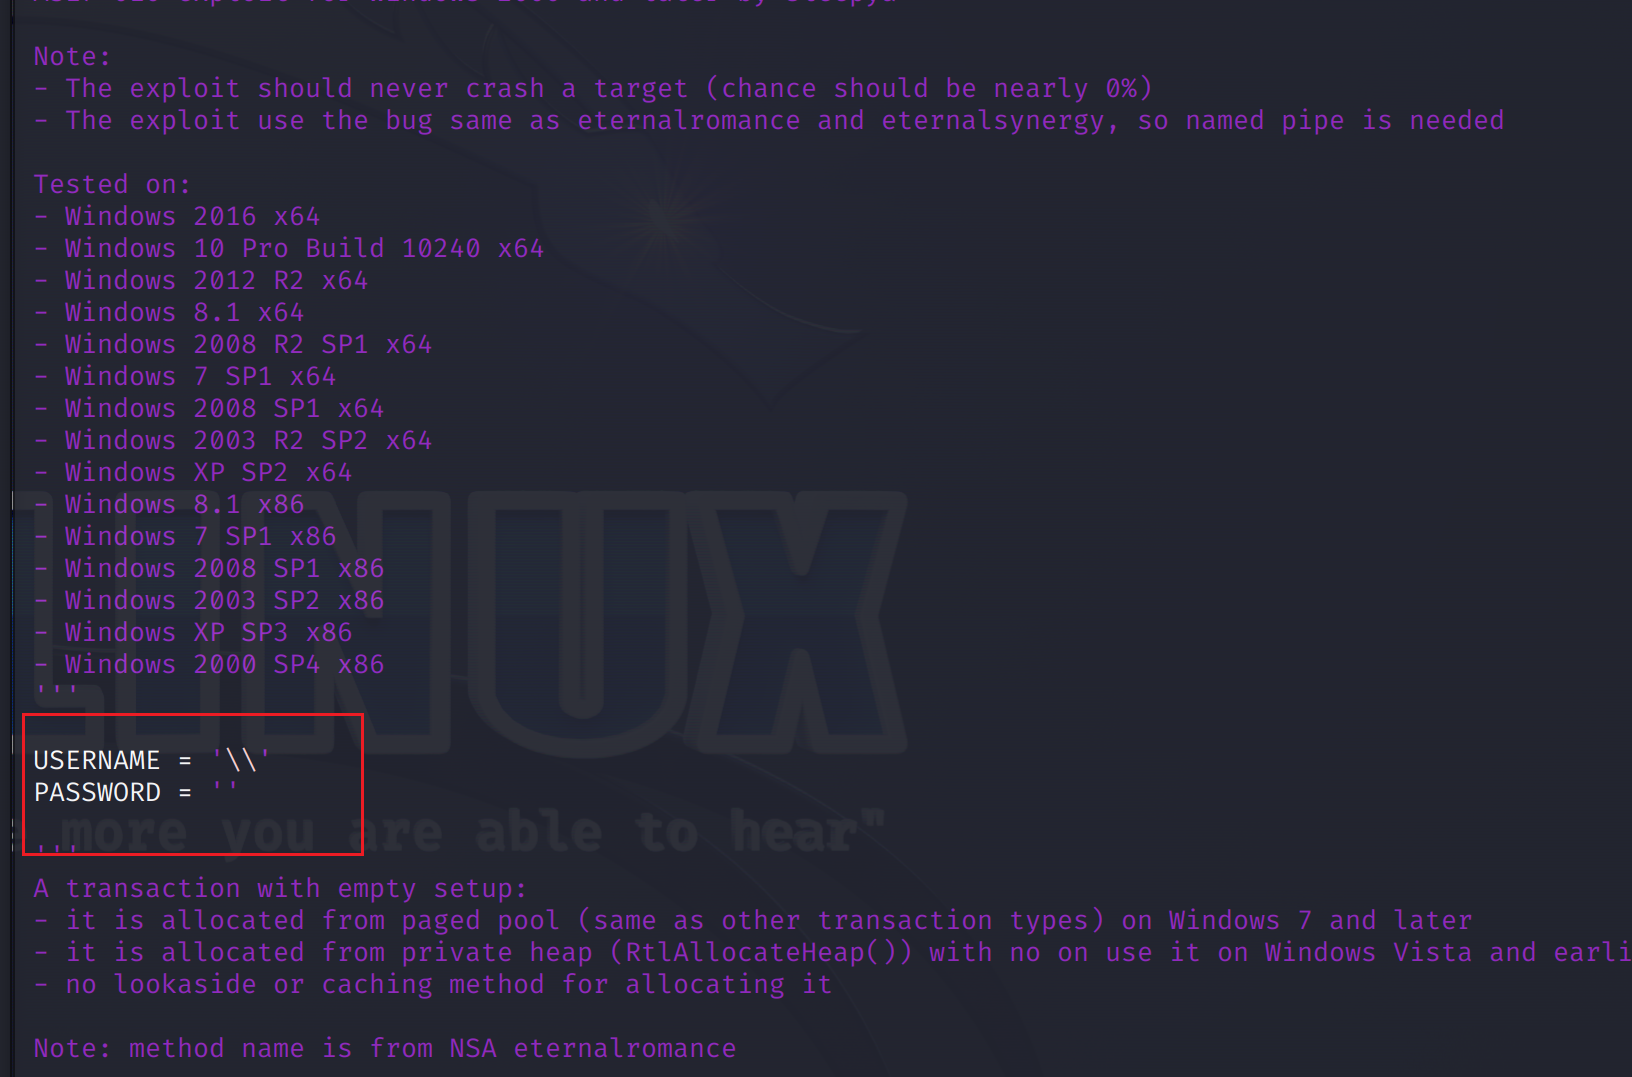 Note:
- The exploit should never crash a target (chance should be nearly 0%)
- The exploit use the bug same as eternalromance and eternalsynergy, so named pipe is needed
Tested on:
- Windows 2016 x64
- Windows 10 Pro Build 10240 x64
- Windows 2012 R2 x64
- Windows 8.1 x64
- Windows 2008 R2 SP1 x64
- Windows 7 SP1 x64
- Windows 2008 SP1 x64
- Windows 2003 R2 SP2 x64
- Windows XP SP2 x64
- Windows 8.1 x86
- Windows 7 SP1 x86
- Windows 2008 SP1 x86
- Windows 2003 SP2 x86
- Windows XP SP3 x86
- Windows 2000 SP4 x86
'''
LINUX
USERNAME = '\\'
PASSWORD = ''
more you are able to hear"
'''
A transaction with empty setup:
- it is allocated from paged pool (same as other transaction types) on Windows 7 and later
- it is allocated from private heap (RtlAllocateHeap()) with no on use it on Windows Vista and earli
- no lookaside or caching method for allocating it
Note: method name is from NSA eternalromance